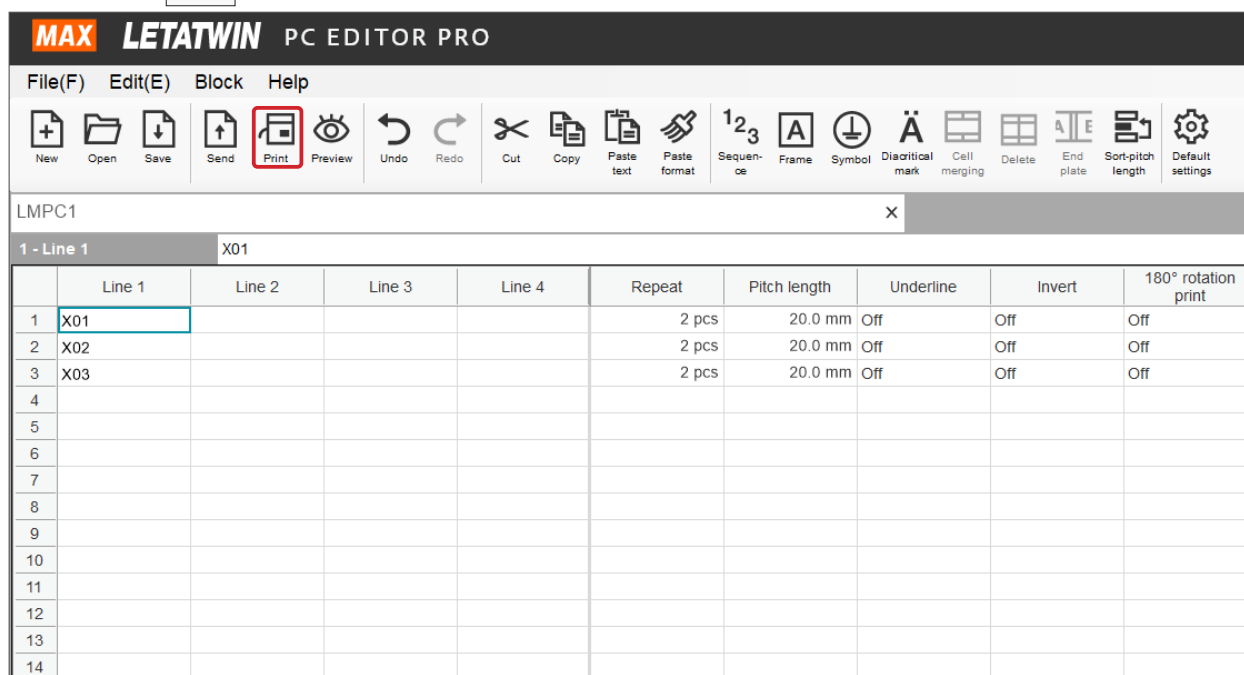 MAX LETATWIN PC EDITOR PRO
File(F) Edit(E) Block Help
New Open Save Send Print Preview Undo Redo Cut Copy Paste text Paste format Sequen-ce Frame Symbol Diacritical mark Cell merging Delete End plate Sort-pitch length Default settings
LMPC1 ×
1 - Line 1 X01
Line 1 Line 2 Line 3 Line 4 Repeat Pitch length Underline Invert 180° rotation print
1 X01 2 pcs 20.0 mm Off Off Off
2 X02 2 pcs 20.0 mm Off Off Off
3 X03 2 pcs 20.0 mm Off Off Off
4
5
6
7
8
9
10
11
12
13
14